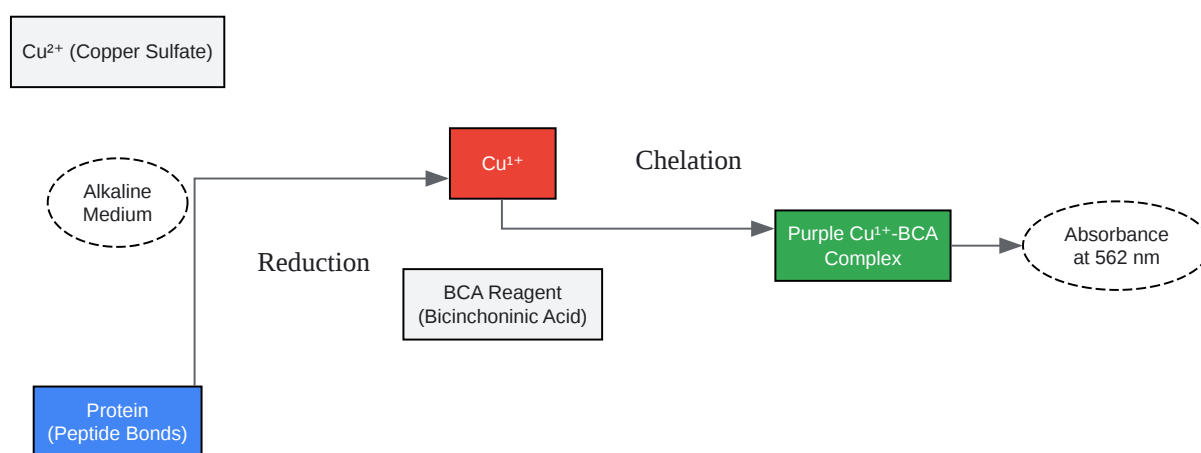 Cu²⁺ (Copper Sulfate)
Alkaline
Medium
Cu¹⁺
Chelation
Reduction
Purple Cu¹⁺-BCA
Complex
Absorbance
at 562 nm
BCA Reagent
(Bicinchoninic Acid)
Protein
(Peptide Bonds)